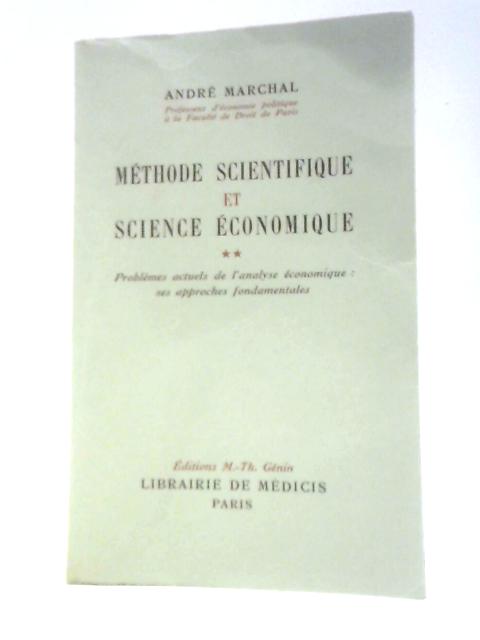 ANDRÉ MARCHAL
Professeur d'économie politique
à la Faculté de Droit de Paris
MÉTHODE SCIENTIFIQUE
ET
SCIENCE ÉCONOMIQUE
★★
Problèmes actuels de l'analyse économique :
ses approches fondamentales
Éditions M.-Th. Génin
LIBRAIRIE DE MÉDICIS
PARIS